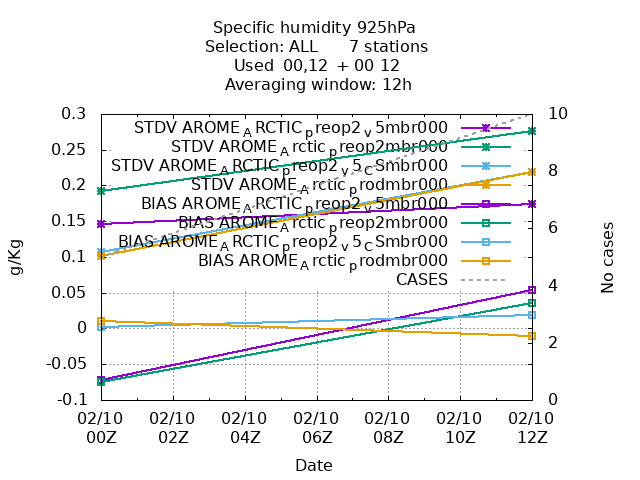 Specific humidity 925hPa
Selection: ALL 7 stations
Used 00,12 + 00 12
Averaging window: 12h
0.3 10
STDV AROME_ARCTIC_preop2_v5mbr000
0.25 STDV AROME_Arctic_preop2mbr000
STDV AROME_ARCTIC_preop2_v5_CSmbr000
0.2 8
STDV AROME_Arctic_prodmbr000
BIAS AROME_ARCTIC_preop2_v5mbr000
0.15 BIAS AROME_Arctic_preop2mbr000
6
BIAS AROME_ARCTIC_preop2_v5_CSmbr000
0.1 BIAS AROME_Arctic_prodmbr000
CASES
g/Kg
No cases
0.05 4
0
-0.05 2
-0.1 0
02/10 02/10 02/10 02/10 02/10 02/10 02/10
00Z 02Z 04Z 06Z 08Z 10Z 12Z
Date